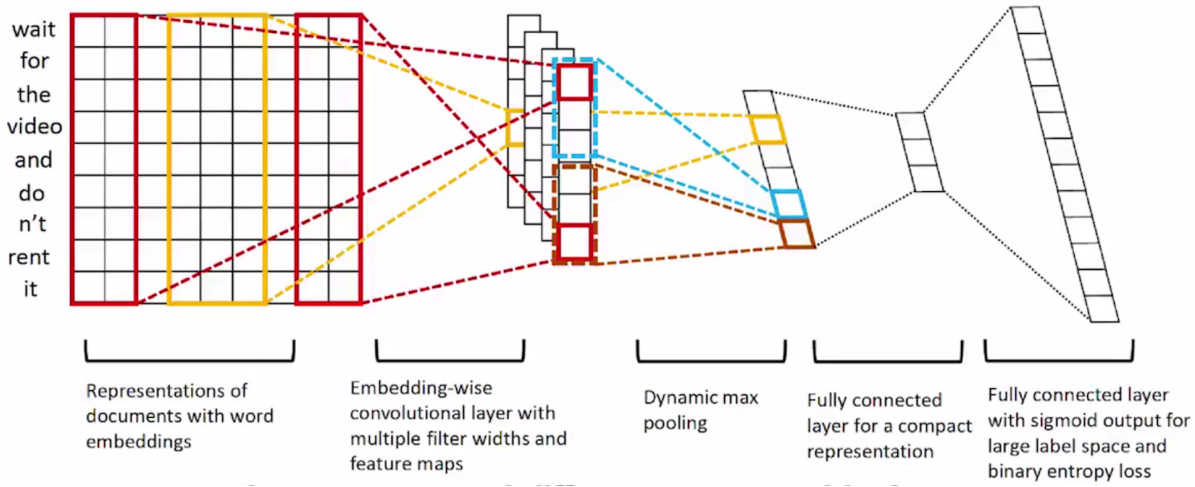 wait
for
the
video
and
do
n't
rent
it
Representations of
documents with word
embeddings
Embedding-wise
convolutional layer with
multiple filter widths and
feature maps
Dynamic max
pooling
Fully connected
layer for a compact
representation
Fully connected layer
with sigmoid output for
large label space and
binary entropy loss